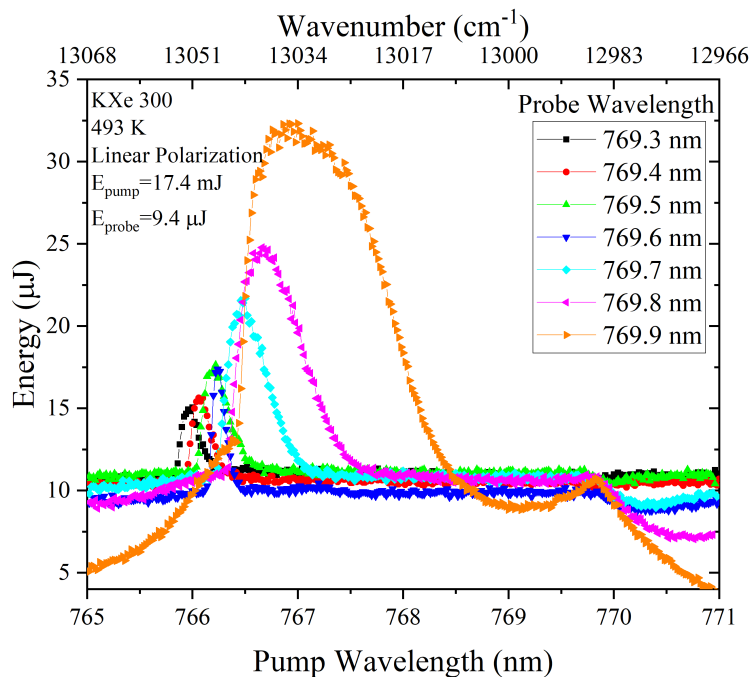 Wavenumber (cm⁻¹)
13068 13051 13034 13017 13000 12983 12966
35
30
25
20
15
10
5
Energy (μJ)
KXe 300
493 K
Linear Polarization
E_pump=17.4 mJ
E_probe=9.4 μJ
Probe Wavelength
769.3 nm
769.4 nm
769.5 nm
769.6 nm
769.7 nm
769.8 nm
769.9 nm
765 766 767 768 769 770 771
Pump Wavelength (nm)